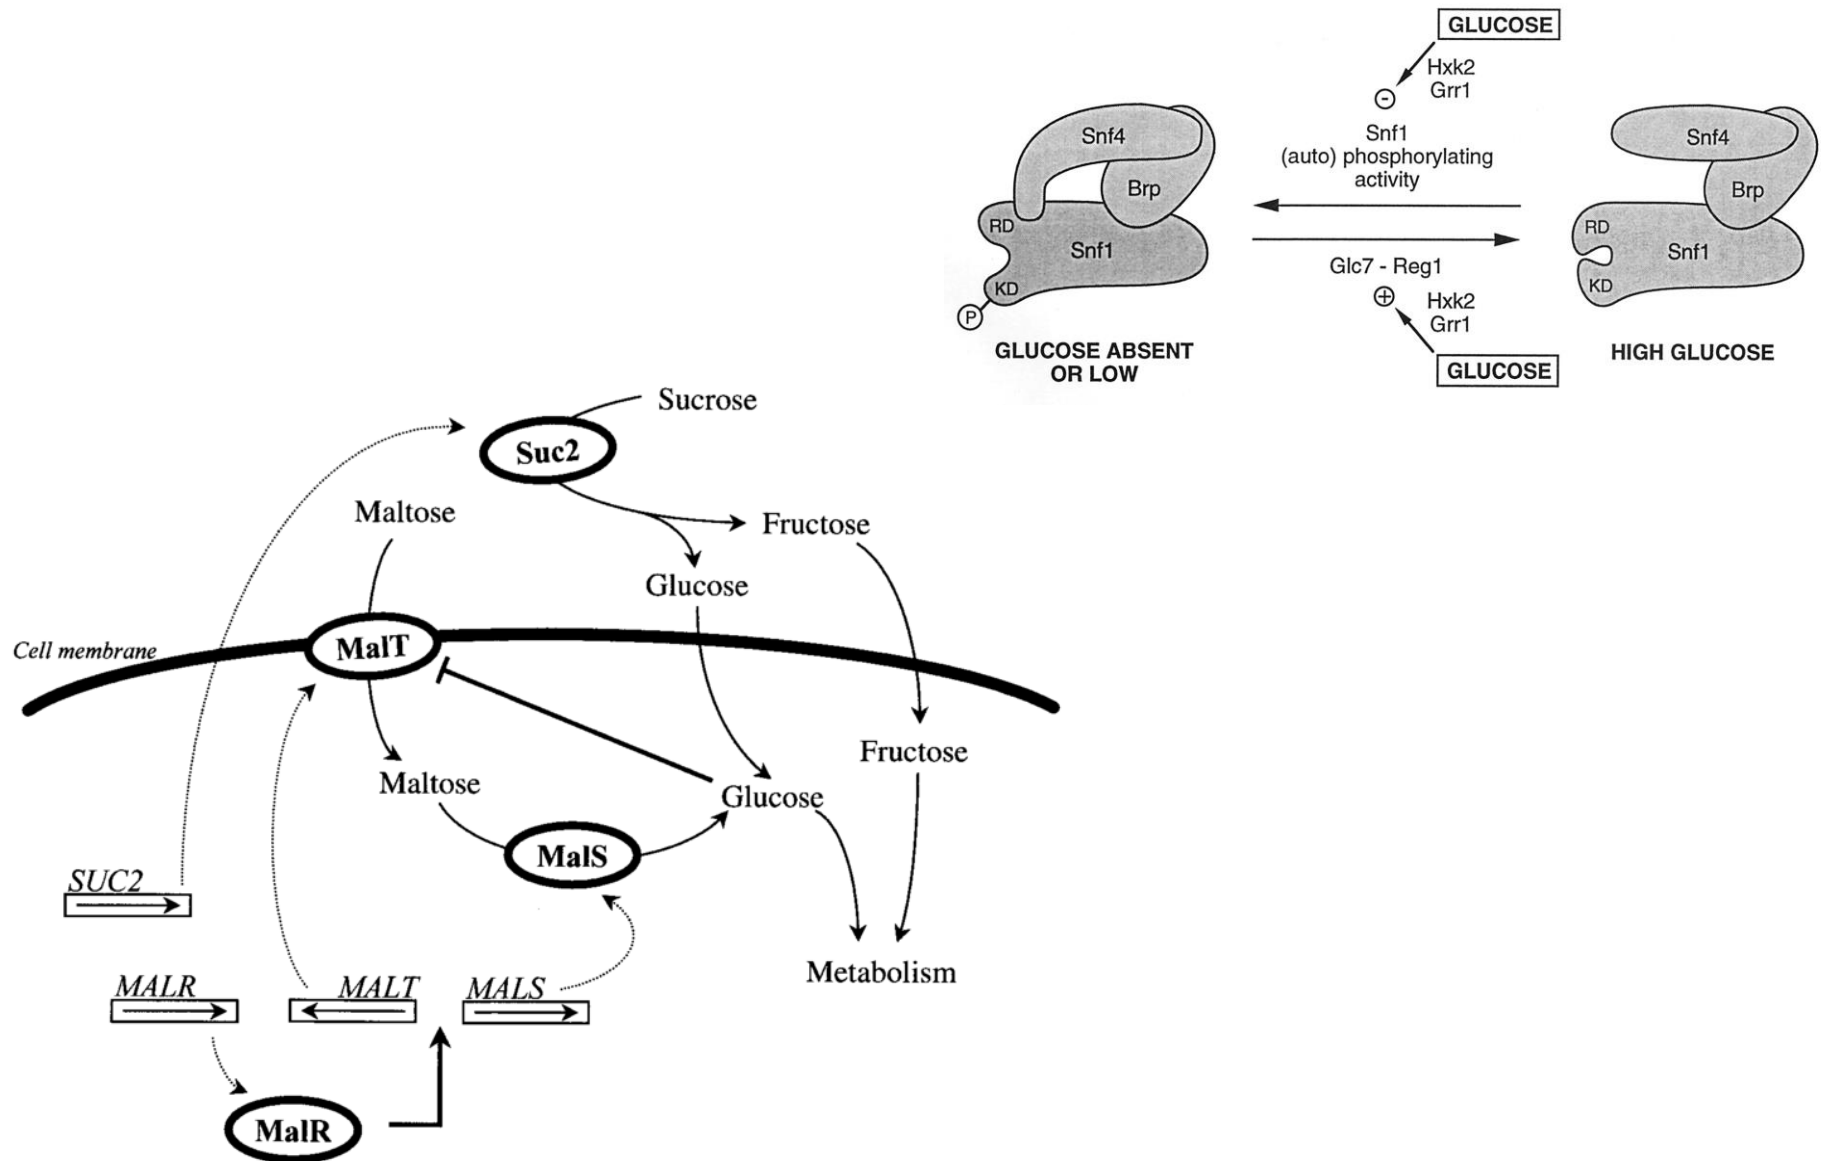 GLUCOSE
Hxk2
Grr1
-
Snf1
(auto) phosphorylating
activity
Glc7 - Reg1
+
Hxk2
Grr1
GLUCOSE
Snf4
Brp
RD
Snf1
KD
P
GLUCOSE ABSENT
OR LOW
Snf4
Brp
RD
Snf1
KD
HIGH GLUCOSE
Sucrose
Suc2
Maltose
Fructose
Glucose
Cell membrane
MalT
Fructose
Maltose
Glucose
MalS
SUC2
MALR
MALT
MALS
Metabolism
MalR